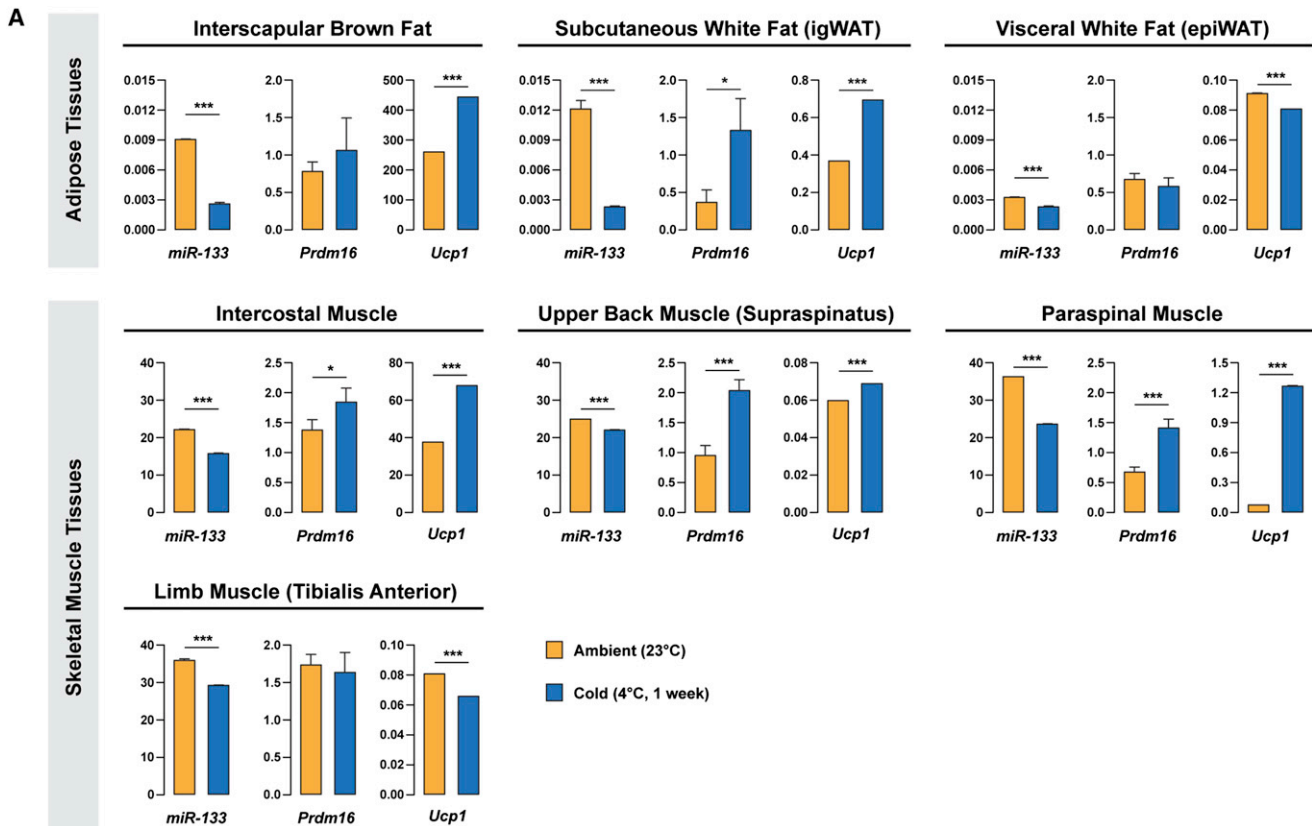 A
Adipose Tissues
Interscapular Brown Fat
Subcutaneous White Fat (igWAT)
Visceral White Fat (epiWAT)
0.015 0.012 0.009 0.006 0.003 0.000
***
miR-133
2.0 1.5 1.0 0.5 0.0
Prdm16
500 400 300 200 100 0
***
Ucp1
0.015 0.012 0.009 0.006 0.003 0.000
***
miR-133
2.0 1.5 1.0 0.5 0.0
*
Prdm16
0.8 0.6 0.4 0.2 0.0
***
Ucp1
0.015 0.012 0.009 0.006 0.003 0.000
***
miR-133
2.0 1.5 1.0 0.5 0.0
Prdm16
0.10 0.08 0.06 0.04 0.02 0.00
***
Ucp1
Skeletal Muscle Tissues
Intercostal Muscle
Upper Back Muscle (Supraspinatus)
Paraspinal Muscle
40 30 20 10 0
***
miR-133
2.5 2.0 1.5 1.0 0.5 0.0
*
Prdm16
80 60 40 20 0
***
Ucp1
40 30 20 10 0
***
miR-133
2.5 2.0 1.5 1.0 0.5 0.0
***
Prdm16
0.08 0.06 0.04 0.02 0.00
***
Ucp1
40 30 20 10 0
***
miR-133
2.5 2.0 1.5 1.0 0.5 0.0
***
Prdm16
1.5 1.2 0.9 0.6 0.3 0.0
***
Ucp1
Limb Muscle (Tibialis Anterior)
40 30 20 10 0
***
miR-133
2.0 1.5 1.0 0.5 0.0
Prdm16
0.10 0.08 0.06 0.04 0.02 0.00
***
Ucp1
Ambient (23°C)
Cold (4°C, 1 week)